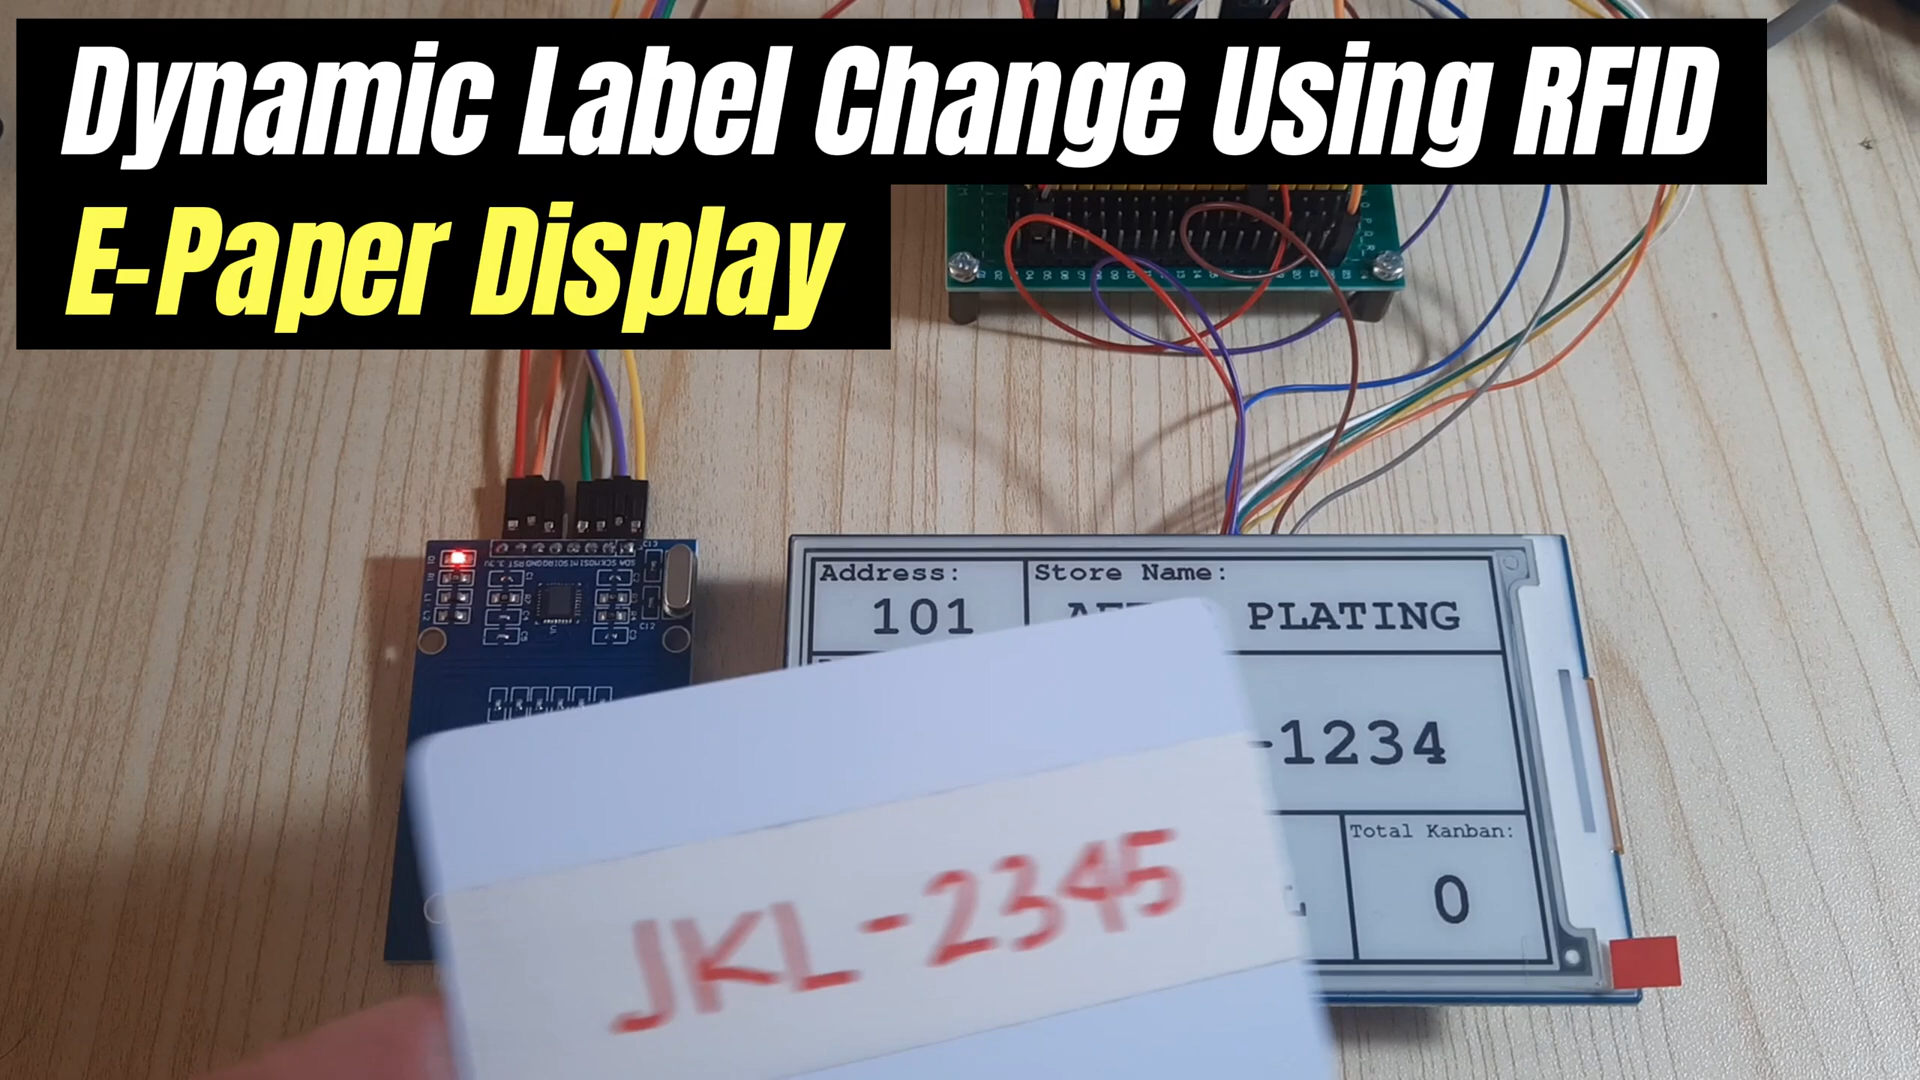 Dynamic Label Change Using RFID
E-Paper Display
Address:
101
Store Name:
PLATING
-1234
Total Kanban:
0
JKL-2345